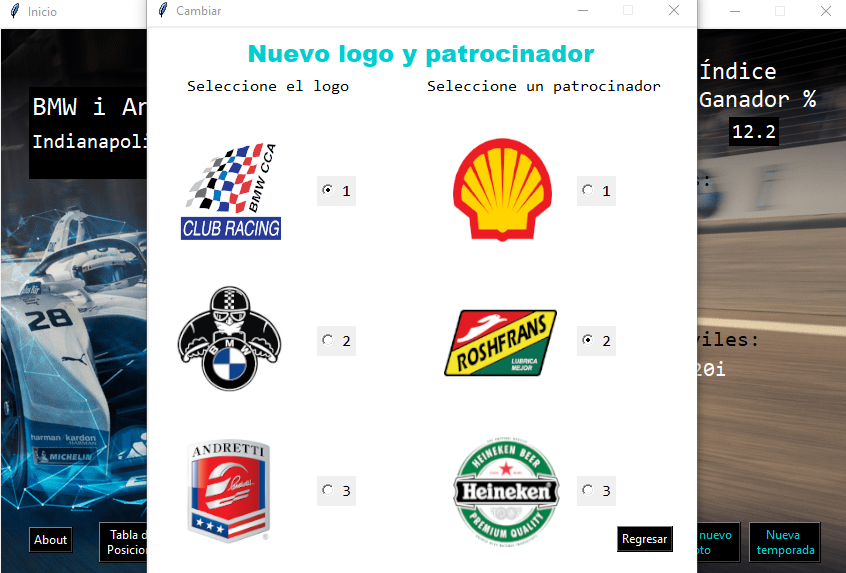 Inicio
Cambiar
Nuevo logo y patrocinador
Seleccione el logo
Seleccione un patrocinador
BMW i An
Indianapoli
Índice
Ganador %
12.2
s:
BMW CCA
CLUB RACING
1
1
28
BMW
2
ROSHFRANS
LUBRICA
MEJOR
2
viles:
20i
harman kardon
MICHELIN
ANDRETTI
3
HEINEKEN BEER
Heineken
PREMIUM QUALITY
3
About
Tabla d
Posicion
Regresar
nuevo
oto
Nueva
temporada